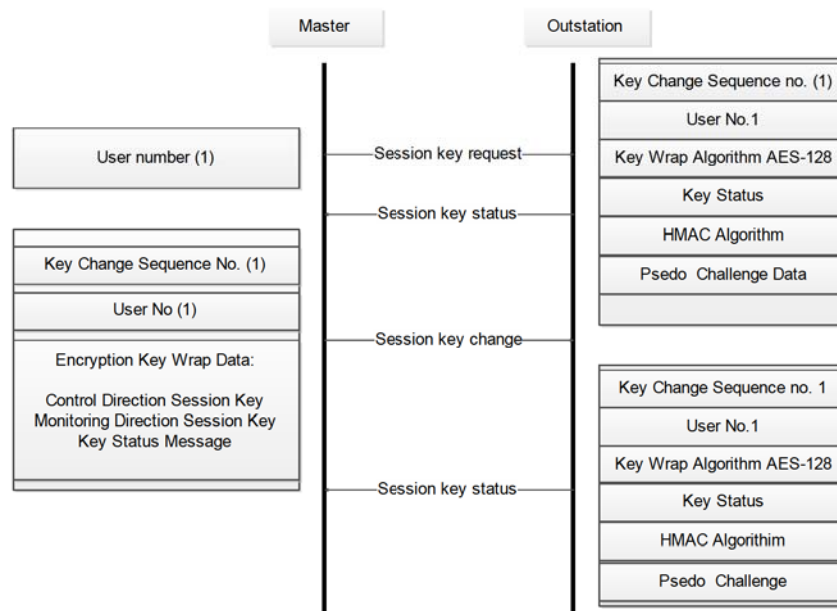 Master
Outstation
Key Change Sequence no. (1)
User No.1
Key Wrap Algorithm AES-128
Key Status
HMAC Algorithm
Psedo Challenge Data
User number (1)
Session key request
Session key status
Key Change Sequence No. (1)
User No (1)
Encryption Key Wrap Data:
Control Direction Session Key
Monitoring Direction Session Key
Key Status Message
Session key change
Session key status
Key Change Sequence no. 1
User No.1
Key Wrap Algorithm AES-128
Key Status
HMAC Algorithim
Psedo Challenge